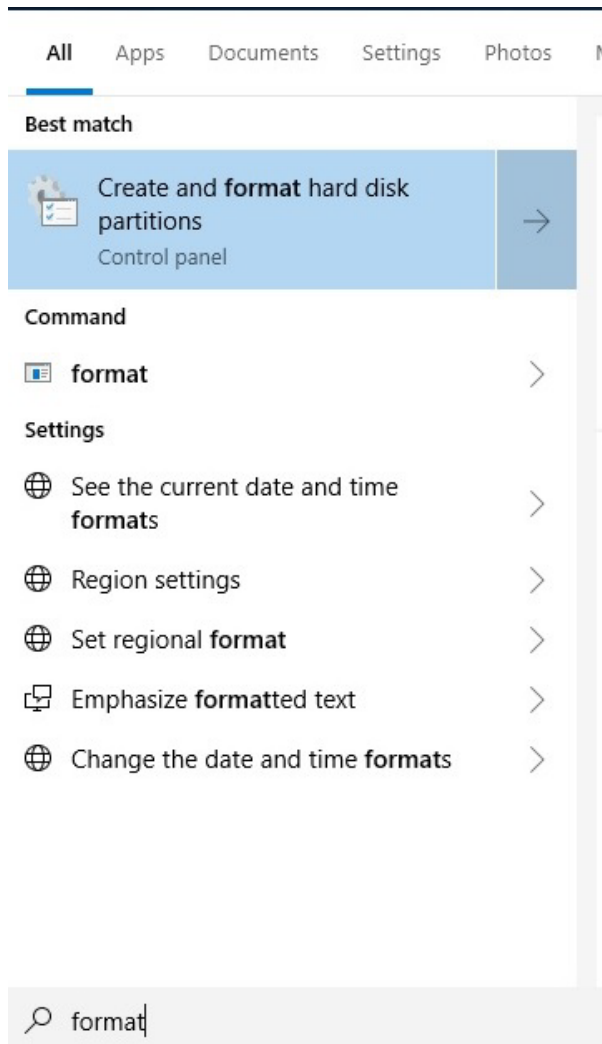 All Apps Documents Settings Photos
Best match
Create and format hard disk
partitions
Control panel
Command
format
Settings
See the current date and time
formats
Region settings
Set regional format
Emphasize formatted text
Change the date and time formats
format